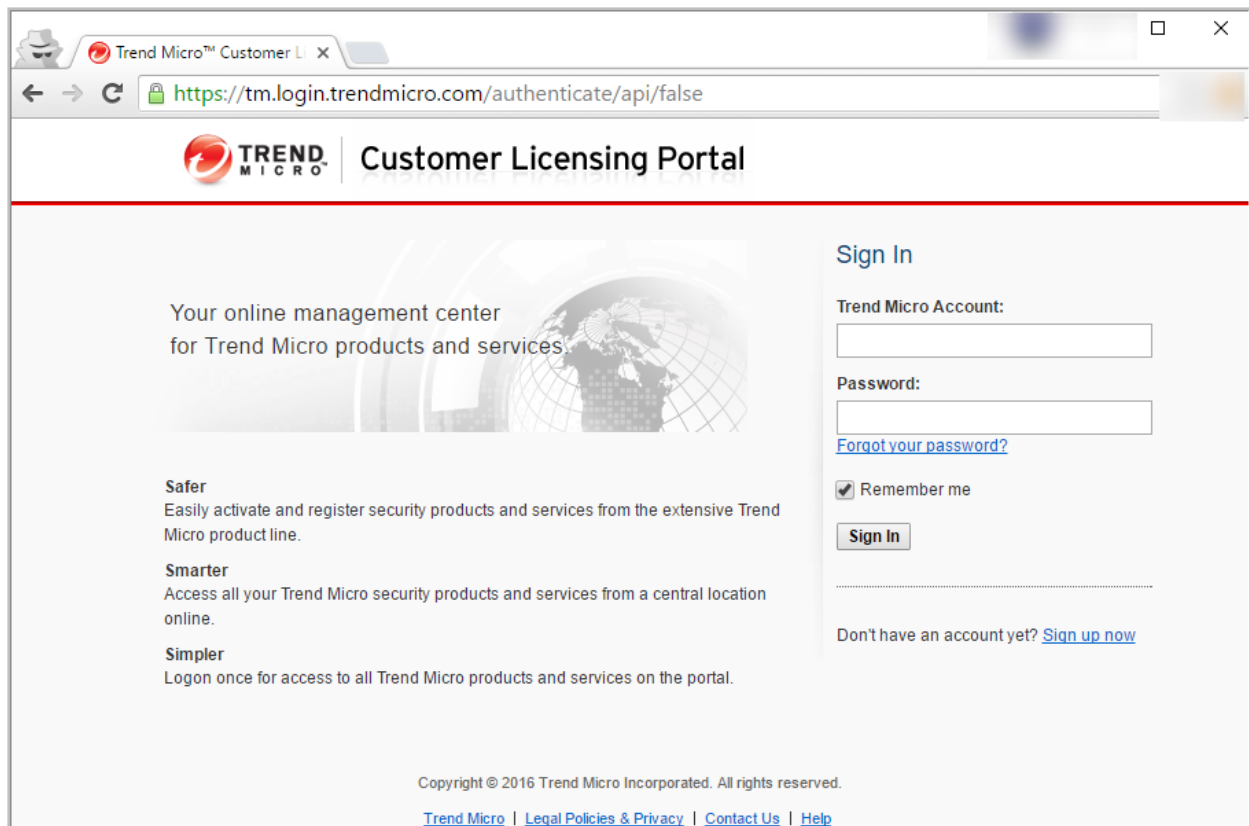 Trend Micro™ Customer Li
https://tm.login.trendmicro.com/authenticate/api/false
TREND MICRO™ Customer Licensing Portal
Your online management center
for Trend Micro products and services.
Safer
Easily activate and register security products and services from the extensive Trend
Micro product line.
Smarter
Access all your Trend Micro security products and services from a central location
online.
Simpler
Logon once for access to all Trend Micro products and services on the portal.
Sign In
Trend Micro Account:
Password:
Forgot your password?
Remember me
Sign In
Don't have an account yet? Sign up now
Copyright © 2016 Trend Micro Incorporated. All rights reserved.
Trend Micro | Legal Policies & Privacy | Contact Us | Help